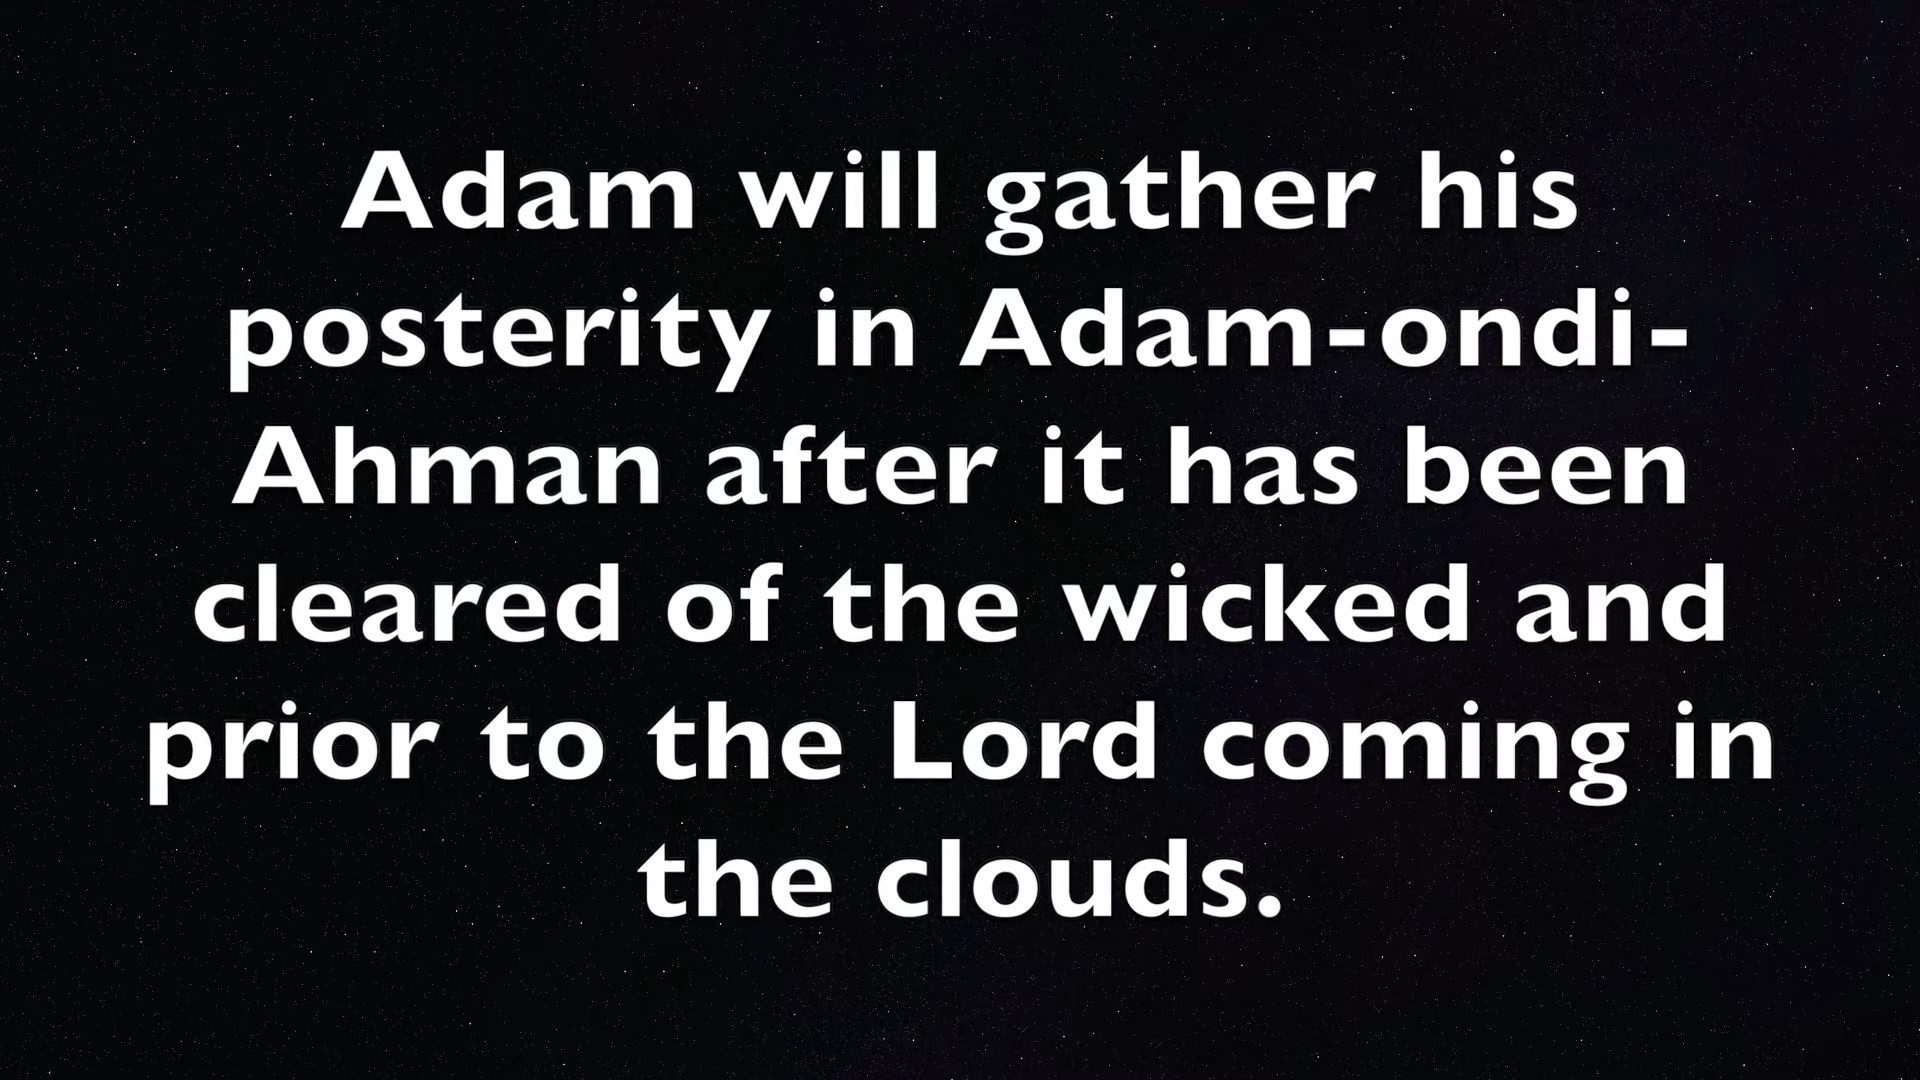 Adam will gather his
posterity in Adam-ondi-
Ahman after it has been
cleared of the wicked and
prior to the Lord coming in
the clouds.